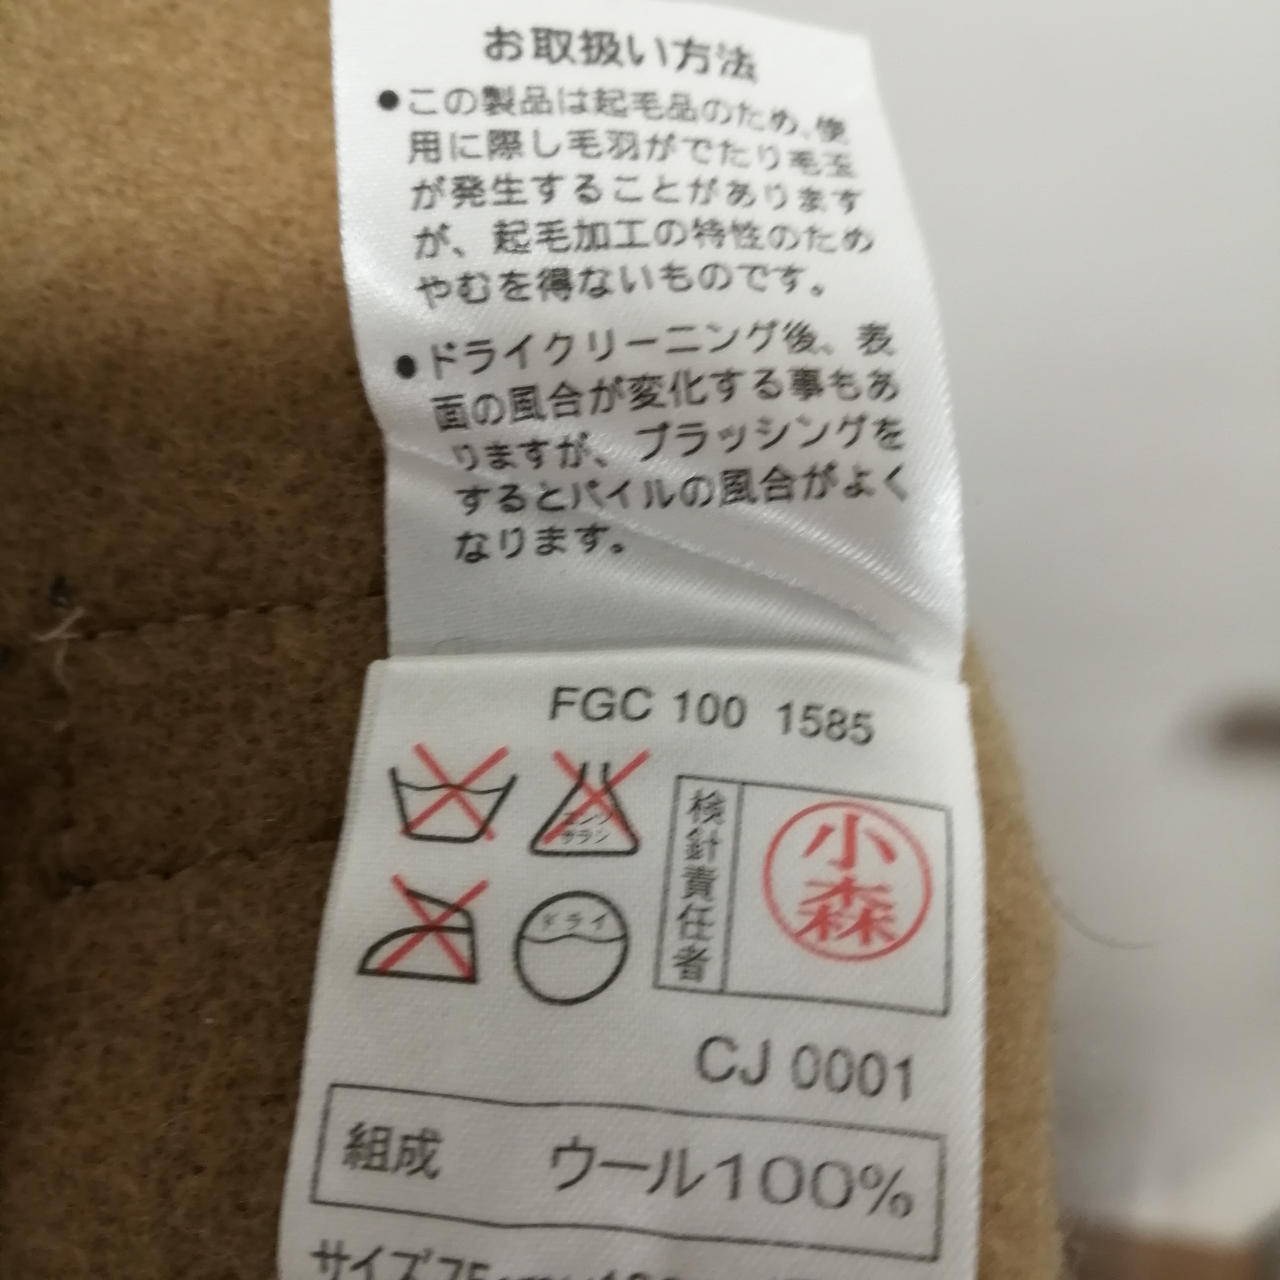 お取扱い方法
●この製品は起毛品のため、使
用に際し毛羽がでたり毛玉
が発生することがあります
が、起毛加工の特性のため
やむを得ないものです。
●ドライクリーニング後、表
面の風合が変化する事もあ
りますが、ブラッシングを
するとパイルの風合がよく
なります。
FGC 100 1585
エンソ
サラシ
ドライ
検針責任者
小森
CJ 0001
組成 ウール100%
サイズ